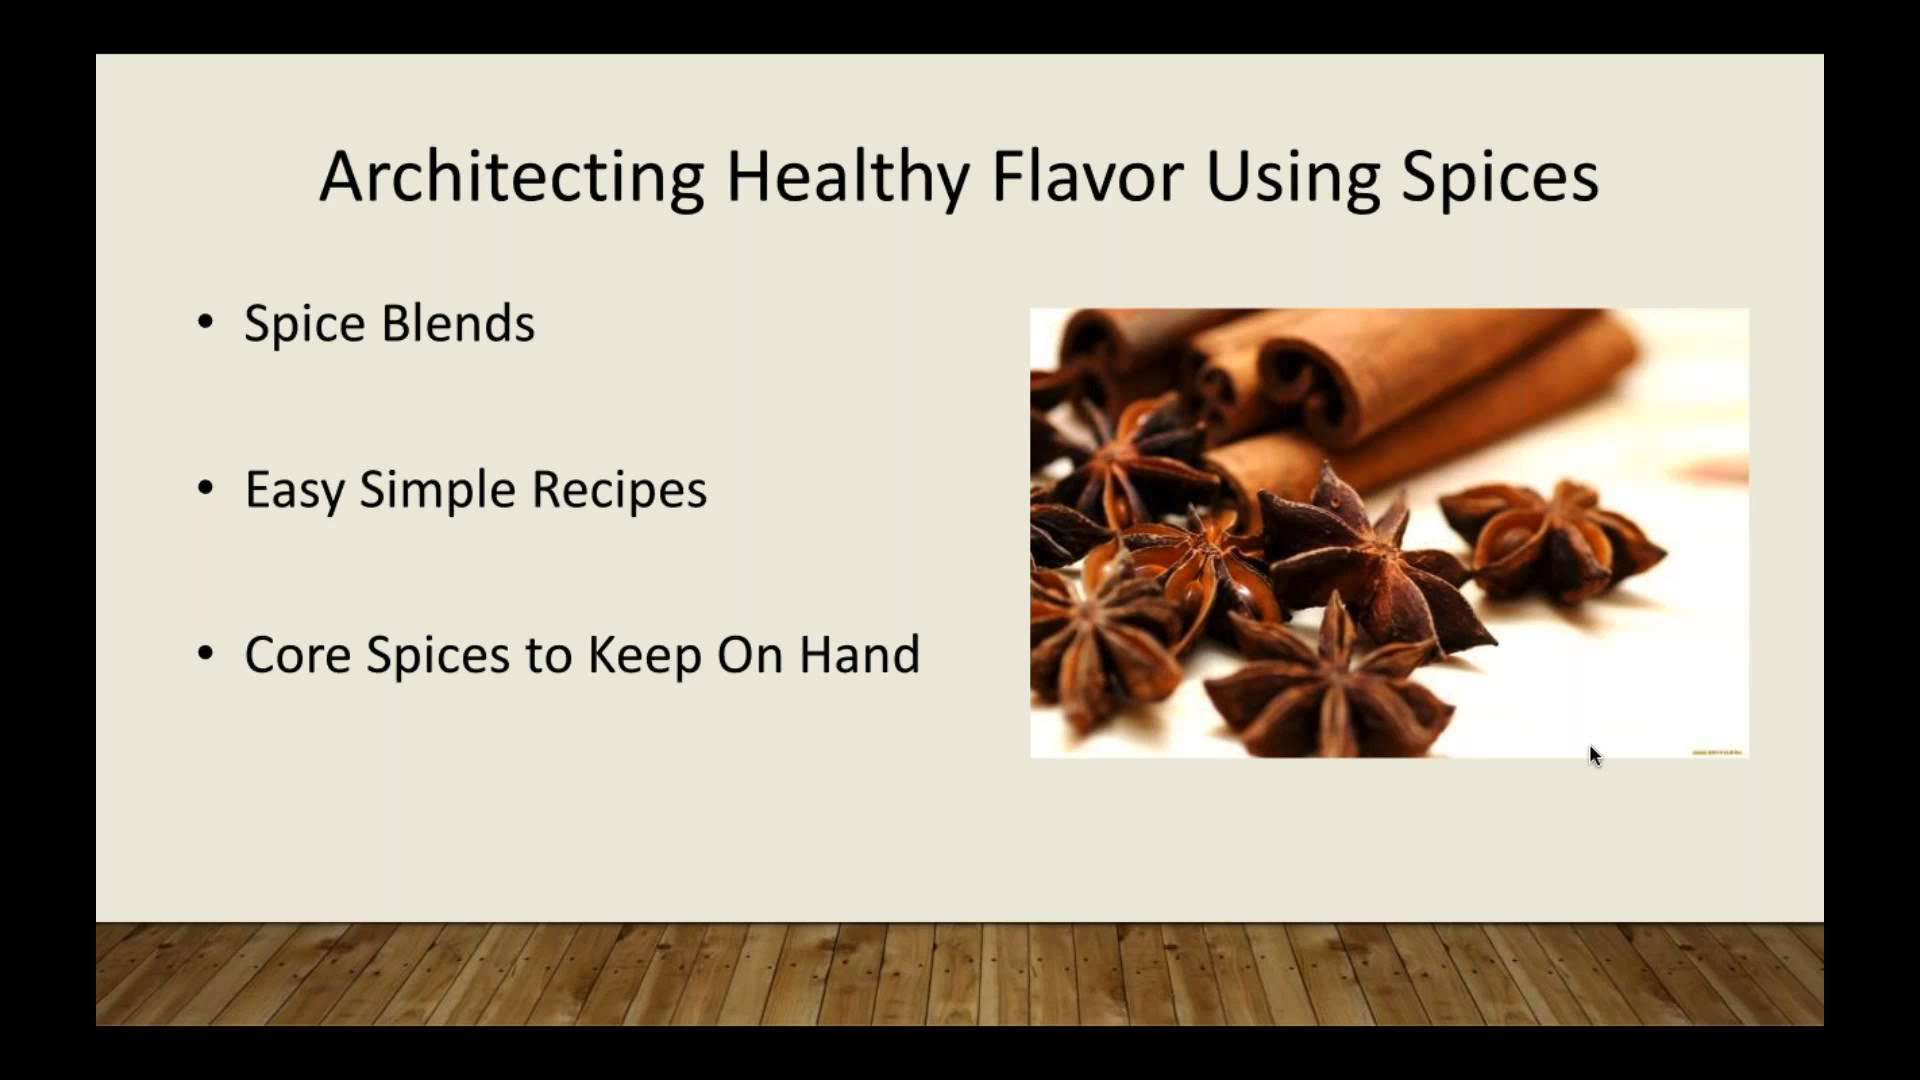 Architecting Healthy Flavor Using Spices
• Spice Blends
• Easy Simple Recipes
• Core Spices to Keep On Hand